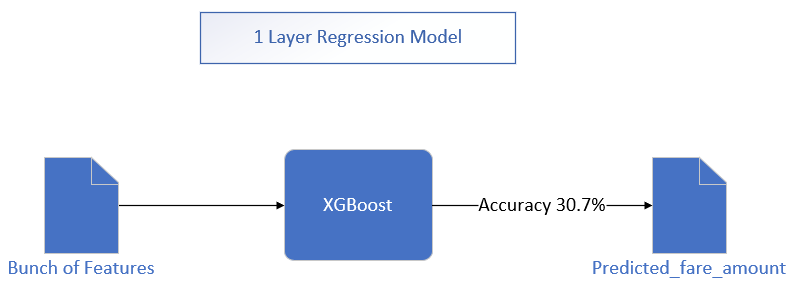 1 Layer Regression Model
XGBoost
Accuracy 30.7%
Bunch of Features
Predicted_fare_amount